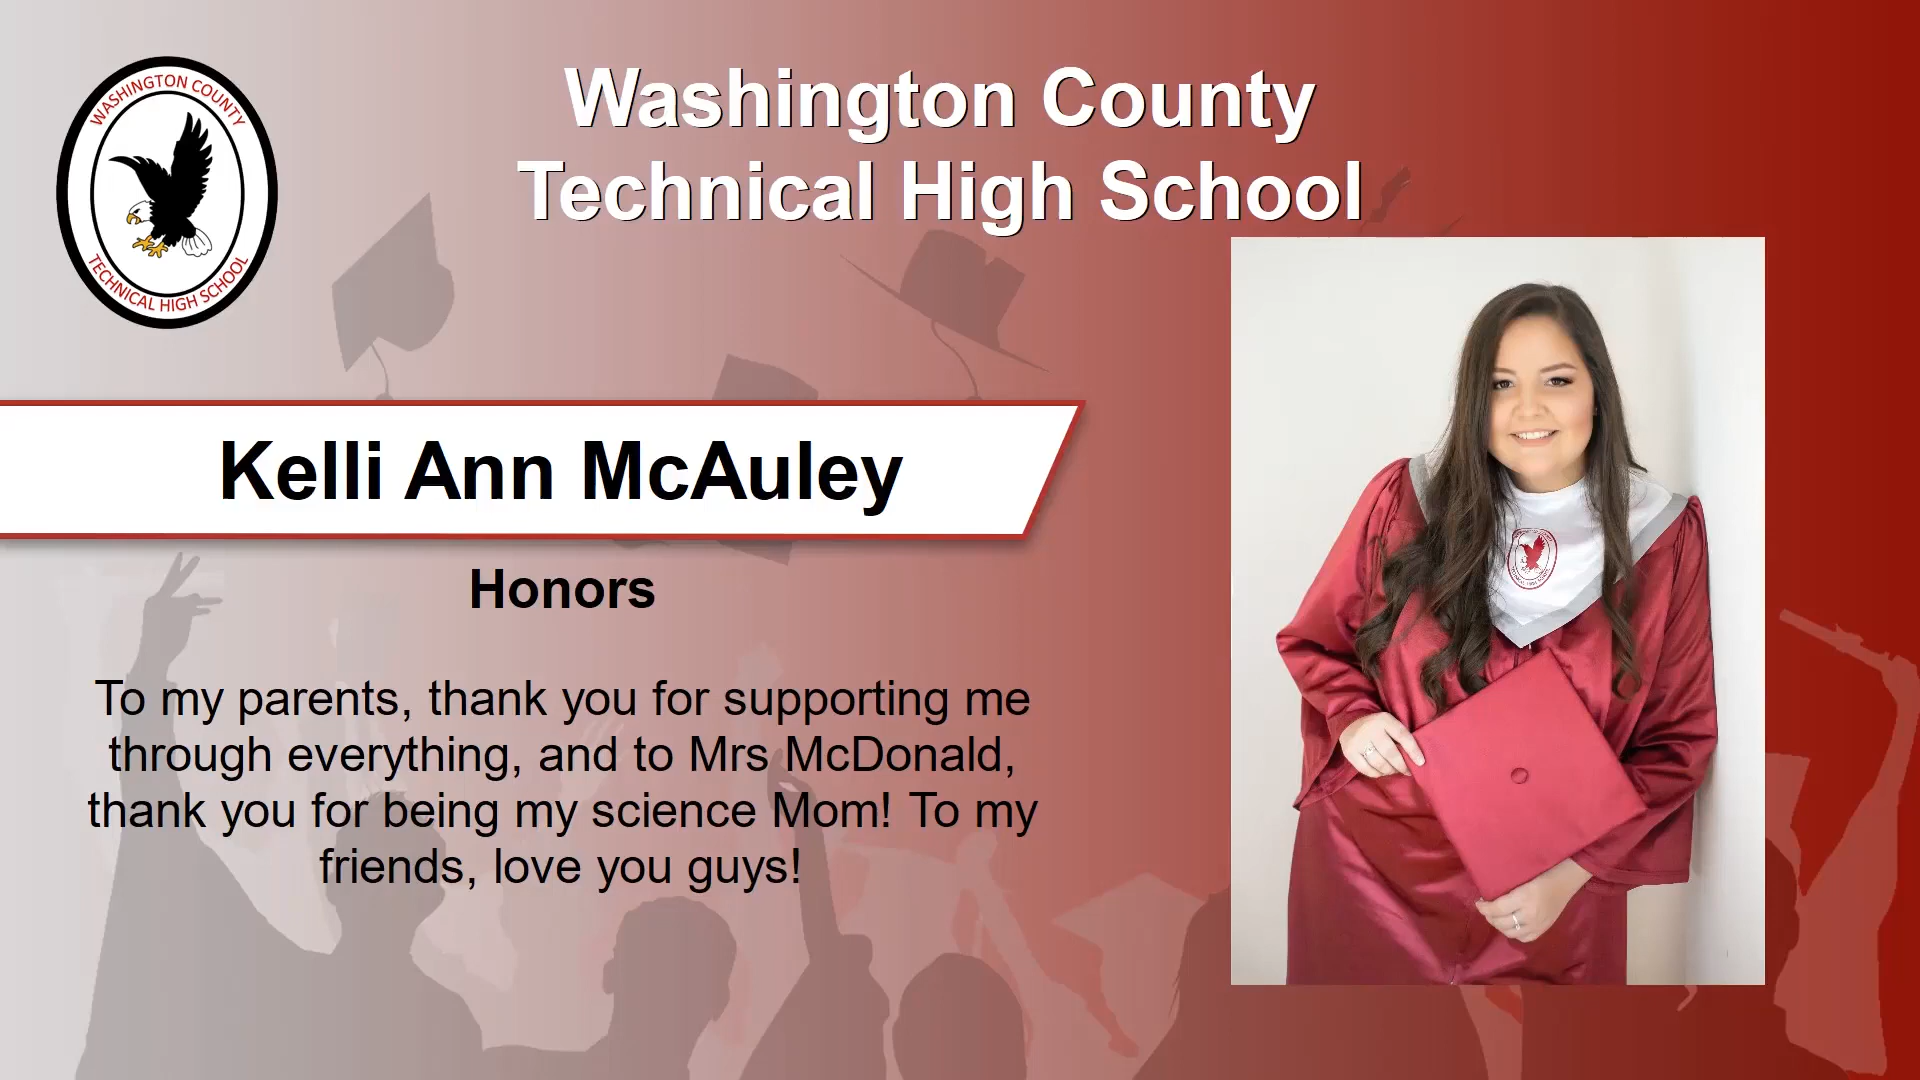 WASHINGTON COUNTY
TECHNICAL HIGH SCHOOL
Washington County
Technical High School
Kelli Ann McAuley
Honors
To my parents, thank you for supporting me
through everything, and to Mrs McDonald,
thank you for being my science Mom! To my
friends, love you guys!